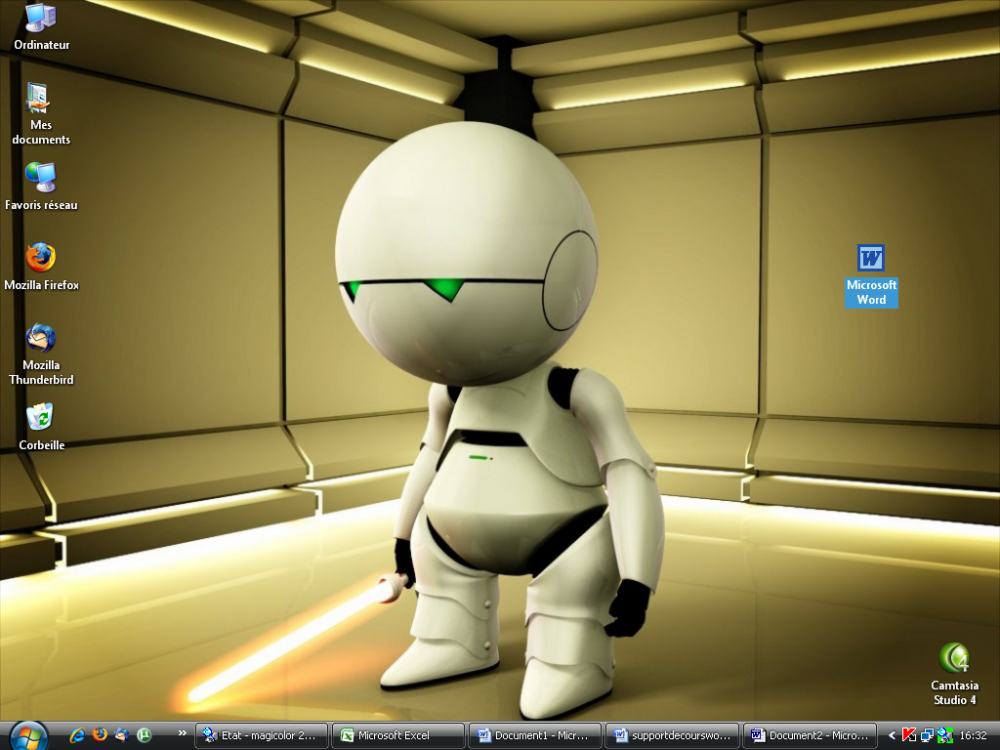 Ordinateur
Mes
documents
Favoris réseau
Mozilla Firefox
Mozilla
Thunderbird
Corbeille
W
Microsoft
Word
4
Camtasia
Studio 4
Etat - magicolor 2...
Microsoft Excel
Document1 - Micr...
supportdecourswo...
Document2 - Micro...
16:32